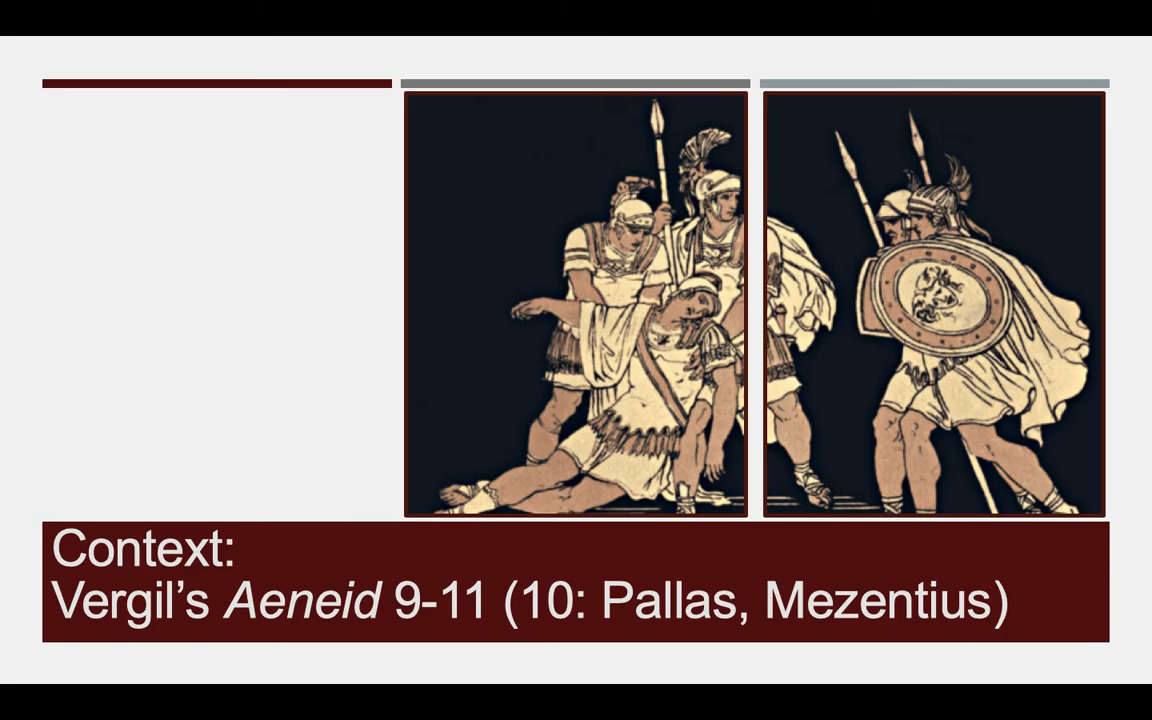 Context:
Vergil’s Aeneid 9-11 (10: Pallas, Mezentius)